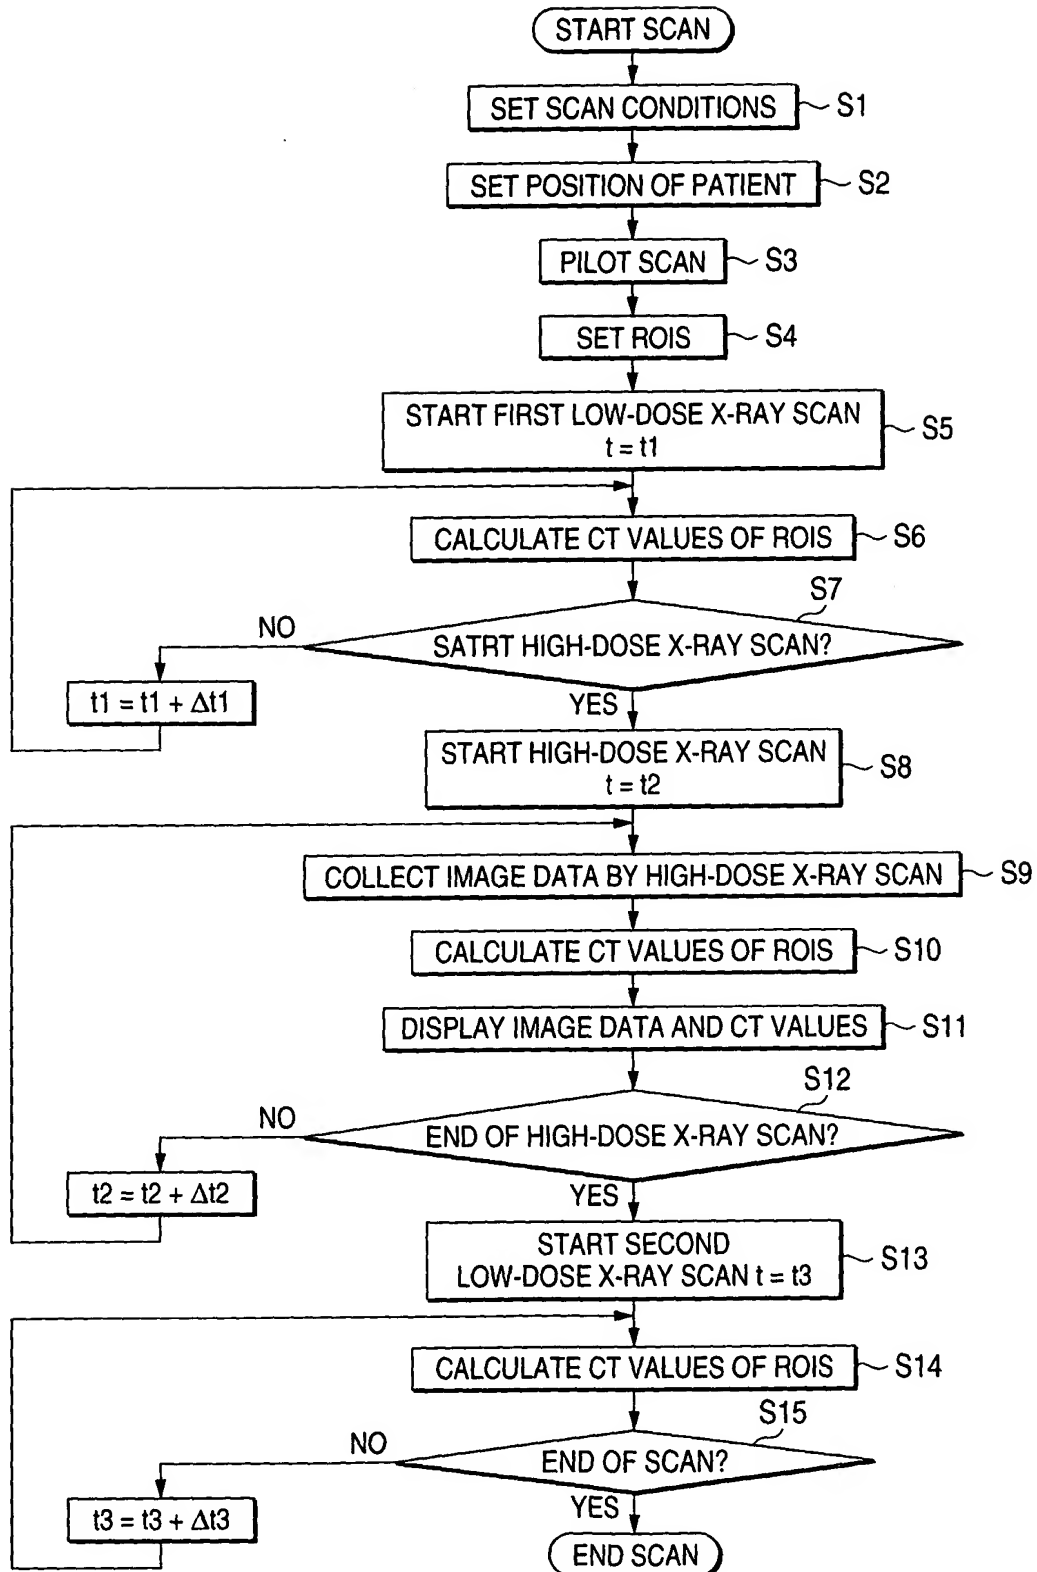 START SCAN
SET SCAN CONDITIONS
S1
SET POSITION OF PATIENT
S2
PILOT SCAN
S3
SET ROIS
S4
START FIRST LOW-DOSE X-RAY SCAN
t = t1
S5
CALCULATE CT VALUES OF ROIS
S6
S7
SATRT HIGH-DOSE X-RAY SCAN?
NO
t1 = t1 + Δt1
YES
START HIGH-DOSE X-RAY SCAN
t = t2
S8
COLLECT IMAGE DATA BY HIGH-DOSE X-RAY SCAN
S9
CALCULATE CT VALUES OF ROIS
S10
DISPLAY IMAGE DATA AND CT VALUES
S11
S12
END OF HIGH-DOSE X-RAY SCAN?
NO
t2 = t2 + Δt2
YES
START SECOND
LOW-DOSE X-RAY SCAN t = t3
S13
CALCULATE CT VALUES OF ROIS
S14
S15
END OF SCAN?
NO
t3 = t3 + Δt3
YES
END SCAN